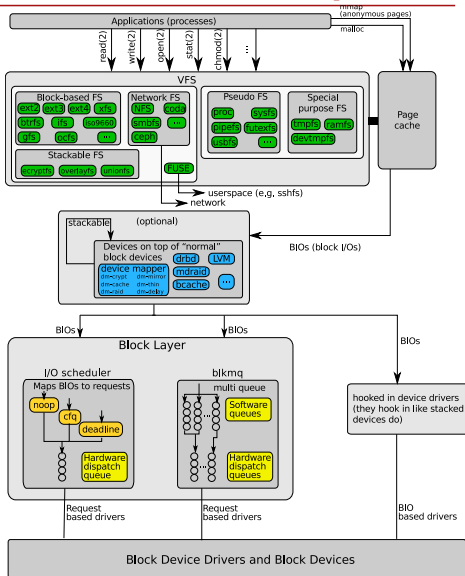 mmap
(anonymous pages)
Applications (processes)
malloc
read(2)
write(2)
open(2)
stat(2)
chmod(2)
...
VFS
Block-based FS
ext2 ext3 ext4 xfs
btrfs ifs iso9660
gfs ocfs ...
Network FS
NFS coda
smbfs ...
ceph
Pseudo FS
proc sysfs
pipefs futexfs
usbfs ...
Special
purpose FS
tmpfs ramfs
devtmpfs
Page
cache
Stackable FS
ecryptfs overlayfs unionfs
FUSE
userspace (e.g, sshfs)
network
stackable
(optional)
BIOs (block I/Os)
Devices on top of "normal"
block devices
drbd LVM
device mapper
dm-crypt dm-mirror
dm-cache dm-thin
dm-raid dm-delay
mdraid
bcache
...
BIOs
BIOs
BIOs
Block Layer
I/O scheduler
Maps BIOs to requests
noop
cfq
deadline
Hardware
dispatch
queue
blkmq
multi queue
Software
queues
...
...
Hardware
dispatch
queues
hooked in device drivers
(they hook in like stacked
devices do)
Request
based drivers
Request
based drivers
BIO
based drivers
Block Device Drivers and Block Devices